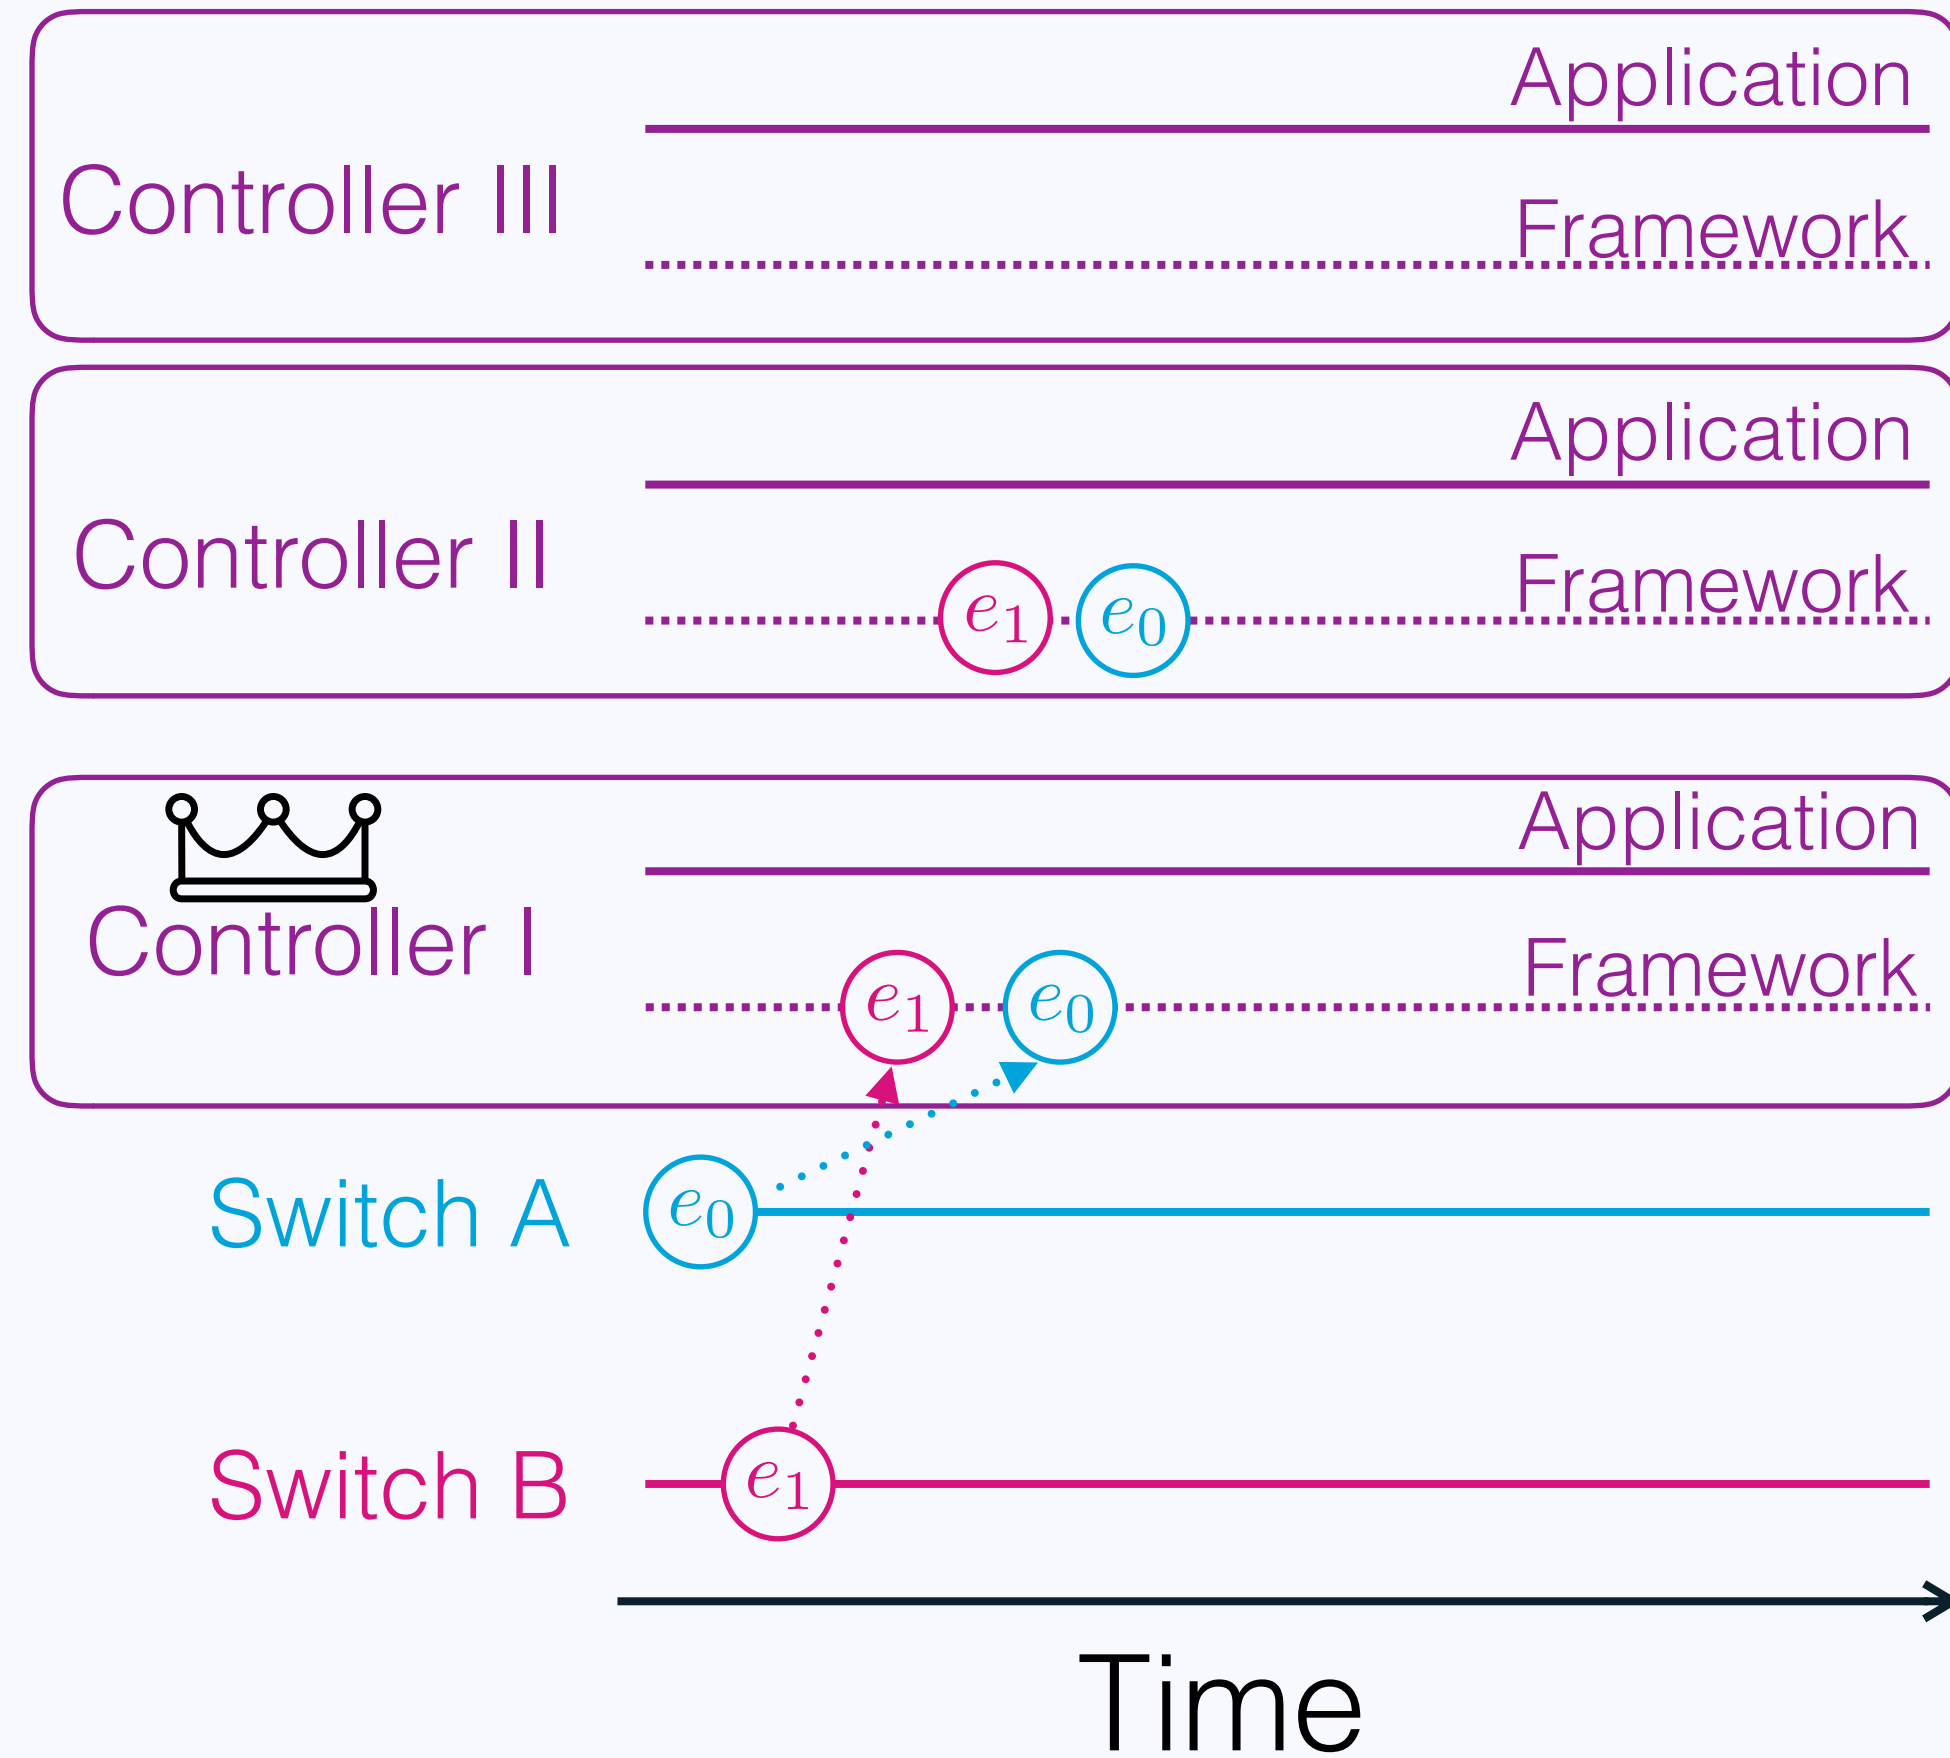 Application
Controller III
Framework
Application
Controller II
Framework
e₁ e₀
Application
Controller I
Framework
e₁ e₀
Switch A e₀
Switch B e₁
Time